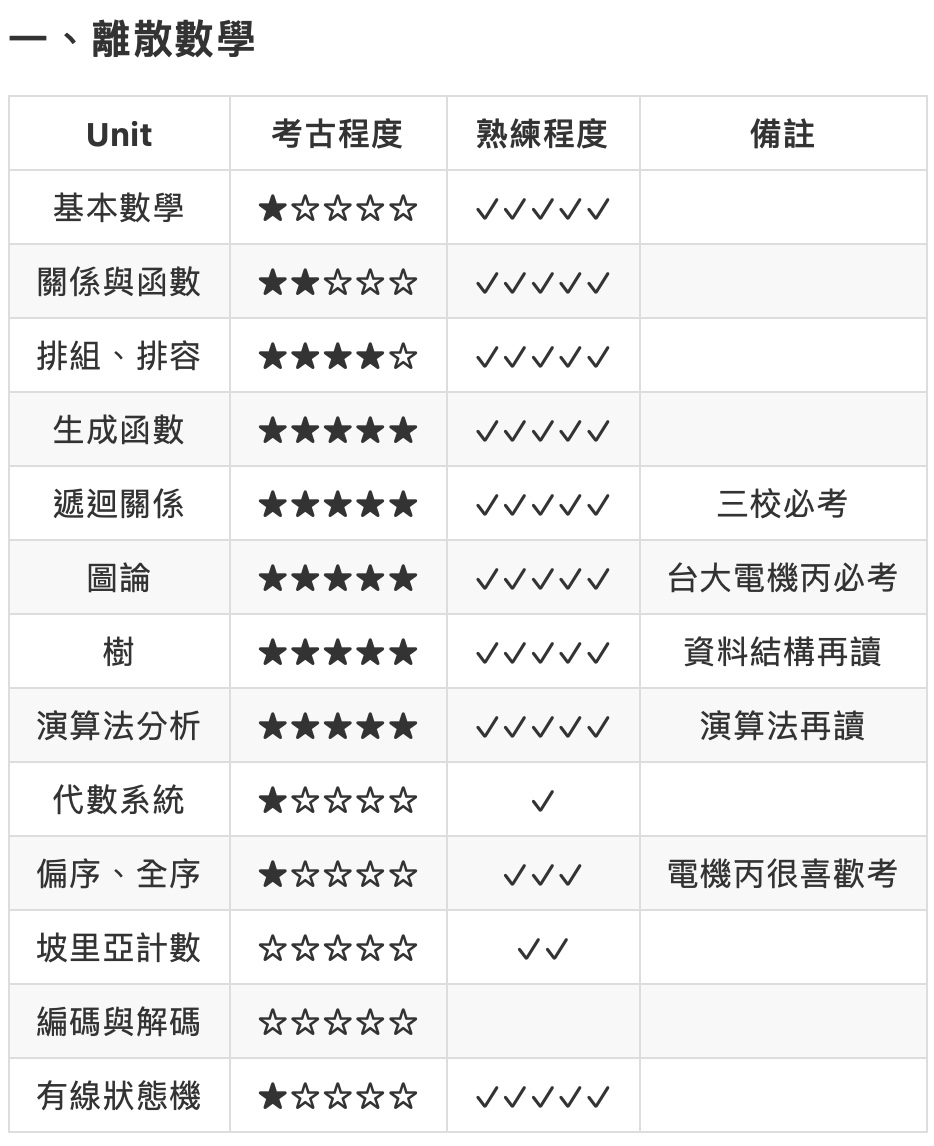 一、離散數學
Unit 考古程度 熟練程度 備註
基本數學 ★☆☆☆☆ ✓✓✓✓✓
關係與函數 ★★☆☆☆ ✓✓✓✓✓
排組、排容 ★★★★☆ ✓✓✓✓✓
生成函數 ★★★★★ ✓✓✓✓✓
遞迴關係 ★★★★★ ✓✓✓✓✓ 三校必考
圖論 ★★★★★ ✓✓✓✓✓ 台大電機丙必考
樹 ★★★★★ ✓✓✓✓✓ 資料結構再讀
演算法分析 ★★★★★ ✓✓✓✓✓ 演算法再讀
代數系統 ★☆☆☆☆ ✓
偏序、全序 ★☆☆☆☆ ✓✓✓ 電機丙很喜歡考
坡里亞計數 ☆☆☆☆☆ ✓✓
編碼與解碼 ☆☆☆☆☆
有線狀態機 ★☆☆☆☆ ✓✓✓✓✓